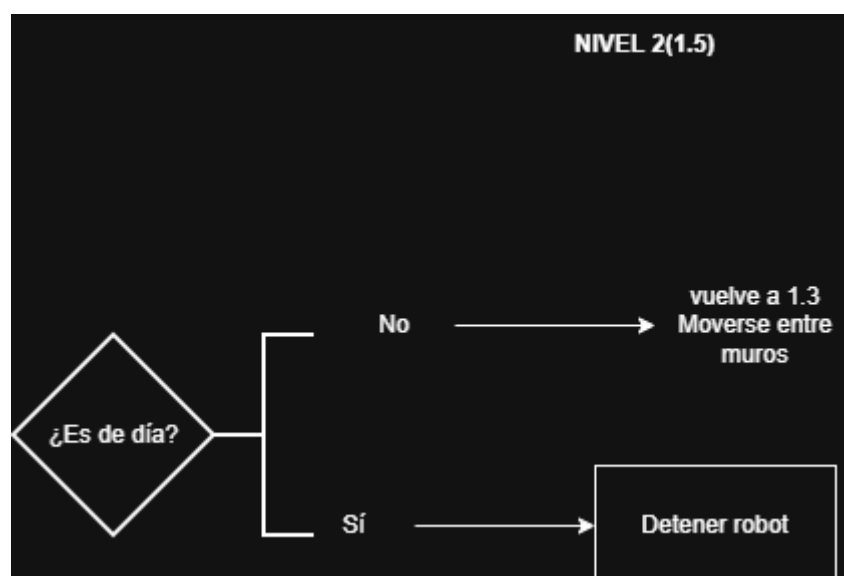 NIVEL 2(1.5)
No
vuelve a 1.3
Moverse entre
muros
¿Es de día?
Sí
Detener robot